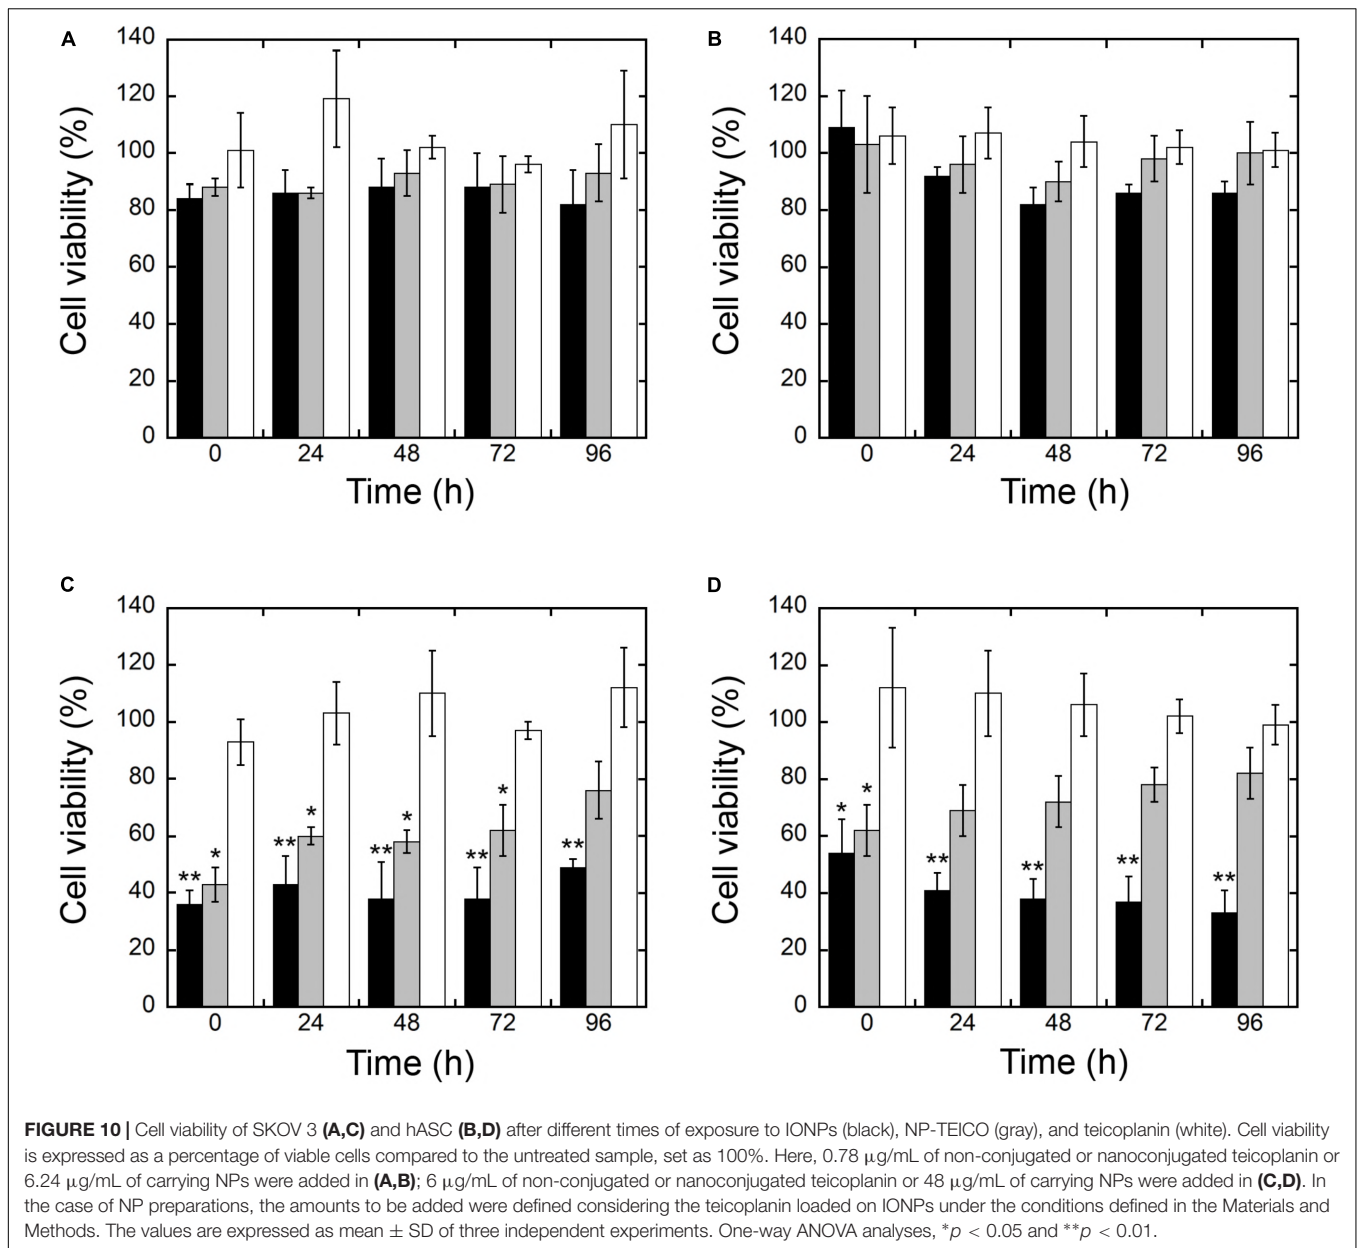 A
140
120
100
80
60
40
20
0
Cell viability (%)
0 24 48 72 96
Time (h)
B
140
120
100
80
60
40
20
0
Cell viability (%)
0 24 48 72 96
Time (h)
C
140
120
100
80
60
40
20
0
Cell viability (%)
** * ** * ** * ** * **
0 24 48 72 96
Time (h)
D
140
120
100
80
60
40
20
0
Cell viability (%)
* * ** ** ** **
0 24 48 72 96
Time (h)
FIGURE 10 | Cell viability of SKOV 3 (A,C) and hASC (B,D) after different times of exposure to IONPs (black), NP-TEICO (gray), and teicoplanin (white). Cell viability
is expressed as a percentage of viable cells compared to the untreated sample, set as 100%. Here, 0.78 μg/mL of non-conjugated or nanoconjugated teicoplanin or
6.24 μg/mL of carrying NPs were added in (A,B); 6 μg/mL of non-conjugated or nanoconjugated teicoplanin or 48 μg/mL of carrying NPs were added in (C,D). In
the case of NP preparations, the amounts to be added were defined considering the teicoplanin loaded on IONPs under the conditions defined in the Materials and
Methods. The values are expressed as mean ± SD of three independent experiments. One-way ANOVA analyses, *p < 0.05 and **p < 0.01.